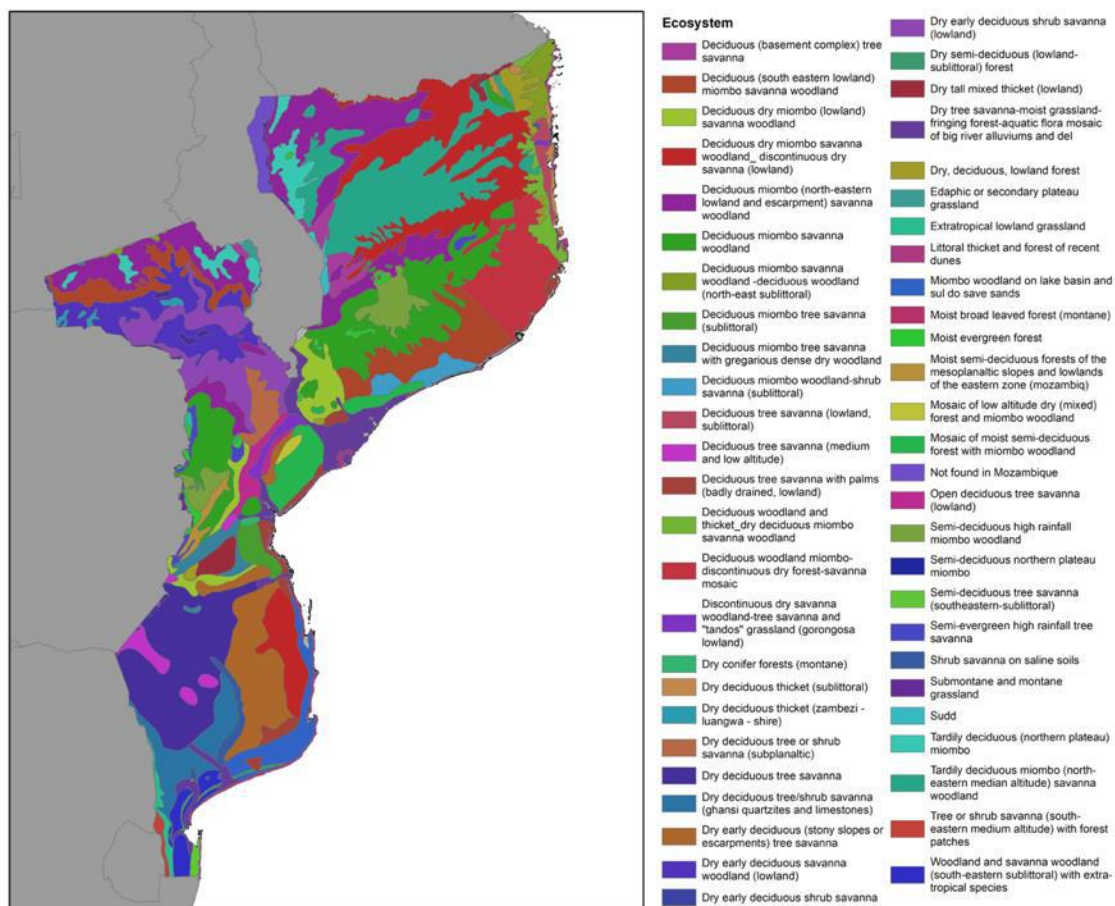 Ecosystem
Deciduous (basement complex) tree
savanna
Deciduous (south eastern lowland)
miombo savanna woodland
Deciduous dry miombo (lowland)
savanna woodland
Deciduous dry miombo savanna
woodland_ discontinuous dry
savanna (lowland)
Deciduous miombo (north-eastern
lowland and escarpment) savanna
woodland
Deciduous miombo savanna
woodland
Deciduous miombo savanna
woodland -deciduous woodland
(north-east sublittoral)
Deciduous miombo tree savanna
(sublittoral)
Deciduous miombo tree savanna
with gregarious dense dry woodland
Deciduous miombo woodland-shrub
savanna (sublittoral)
Deciduous tree savanna (lowland,
sublittoral)
Deciduous tree savanna (medium
and low altitude)
Deciduous tree savanna with palms
(badly drained, lowland)
Deciduous woodland and
thicket_dry deciduous miombo
savanna woodland
Deciduous woodland miombo-
discontinuous dry forest-savanna
mosaic
Discontinuous dry savanna
woodland-tree savanna and
"tandos" grassland (gorongosa
lowland)
Dry conifer forests (montane)
Dry deciduous thicket (sublittoral)
Dry deciduous thicket (zambezi -
luangwa - shire)
Dry deciduous tree or shrub
savanna (subplanaltic)
Dry deciduous tree savanna
Dry deciduous tree/shrub savanna
(ghansi quartzites and limestones)
Dry early deciduous (stony slopes or
escarpments) tree savanna
Dry early deciduous savanna
woodland (lowland)
Dry early deciduous shrub savanna
Dry early deciduous shrub savanna
(lowland)
Dry semi-deciduous (lowland-
sublittoral) forest
Dry tall mixed thicket (lowland)
Dry tree savanna-moist grassland-
fringing forest-aquatic flora mosaic
of big river alluviums and del
Dry, deciduous, lowland forest
Edaphic or secondary plateau
grassland
Extratropical lowland grassland
Littoral thicket and forest of recent
dunes
Miombo woodland on lake basin and
sul do save sands
Moist broad leaved forest (montane)
Moist evergreen forest
Moist semi-deciduous forests of the
mesoplanaltic slopes and lowlands
of the eastern zone (mozambiq)
Mosaic of low altitude dry (mixed)
forest and miombo woodland
Mosaic of moist semi-deciduous
forest with miombo woodland
Not found in Mozambique
Open deciduous tree savanna
(lowland)
Semi-deciduous high rainfall
miombo woodland
Semi-deciduous northern plateau
miombo
Semi-deciduous tree savanna
(southeastern-sublittoral)
Semi-evergreen high rainfall tree
savanna
Shrub savanna on saline soils
Submontane and montane
grassland
Sudd
Tardily deciduous (northern plateau)
miombo
Tardily deciduous miombo (north-
eastern median altitude) savanna
woodland
Tree or shrub savanna (south-
eastern medium altitude) with forest
patches
Woodland and savanna woodland
(south-eastern sublittoral) with extra-
tropical species